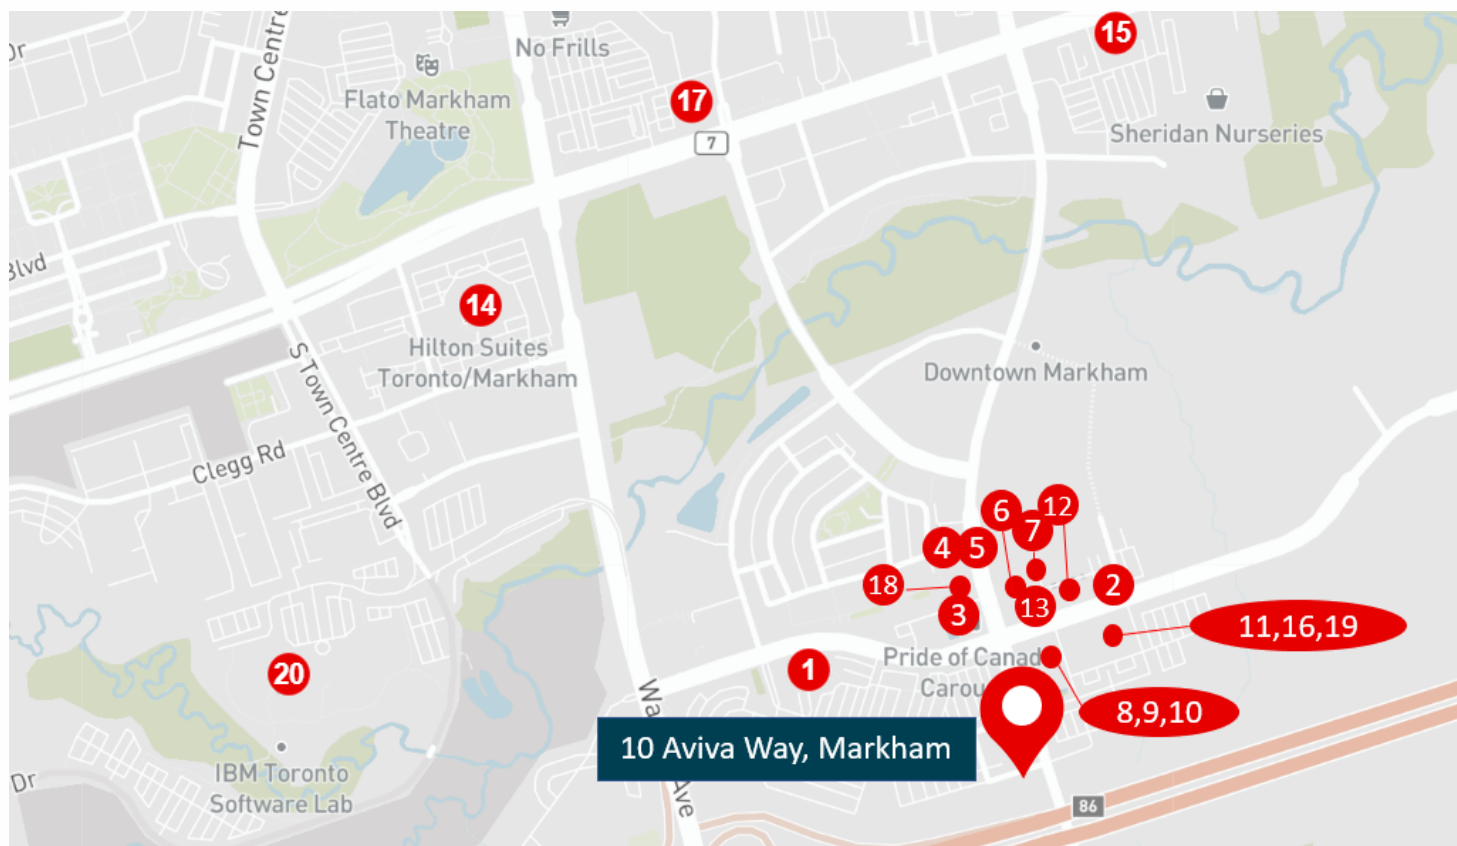 Dr
Town Centre
No Frills
15
Flato Markham
Theatre
17
7
Sheridan Nurseries
Blvd
14
Hilton Suites
Toronto/Markham
S Town Centre Blvd
Downtown Markham
Clegg Rd
6
12
7
4
5
18
13
2
3
11,16,19
1
Pride of Canad
Carou
20
8,9,10
Wa
Ave
10 Aviva Way, Markham
IBM Toronto
Software Lab
Dr
86